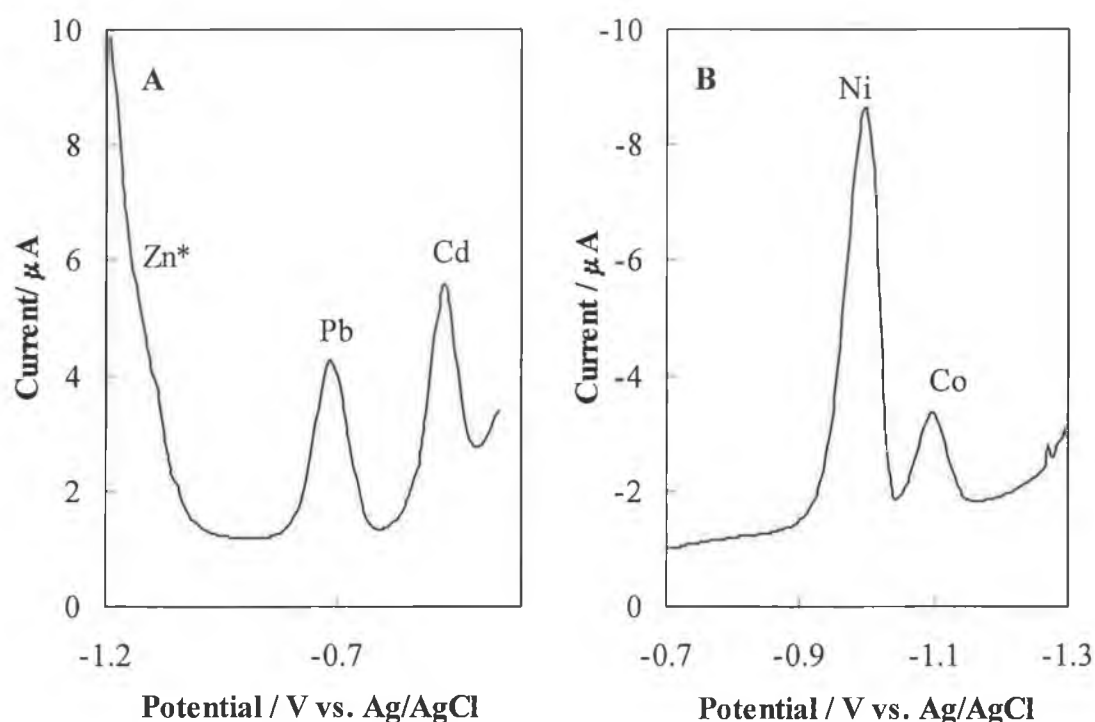 A
Current/ μA
10
8
6
4
2
0
Zn*
Pb
Cd
-1.2
-0.7
Potential / V vs. Ag/AgCl
B
Current / μA
-10
-8
-6
-4
-2
0
Ni
Co
-0.7
-0.9
-1.1
-1.3
Potential / V vs. Ag/AgCl